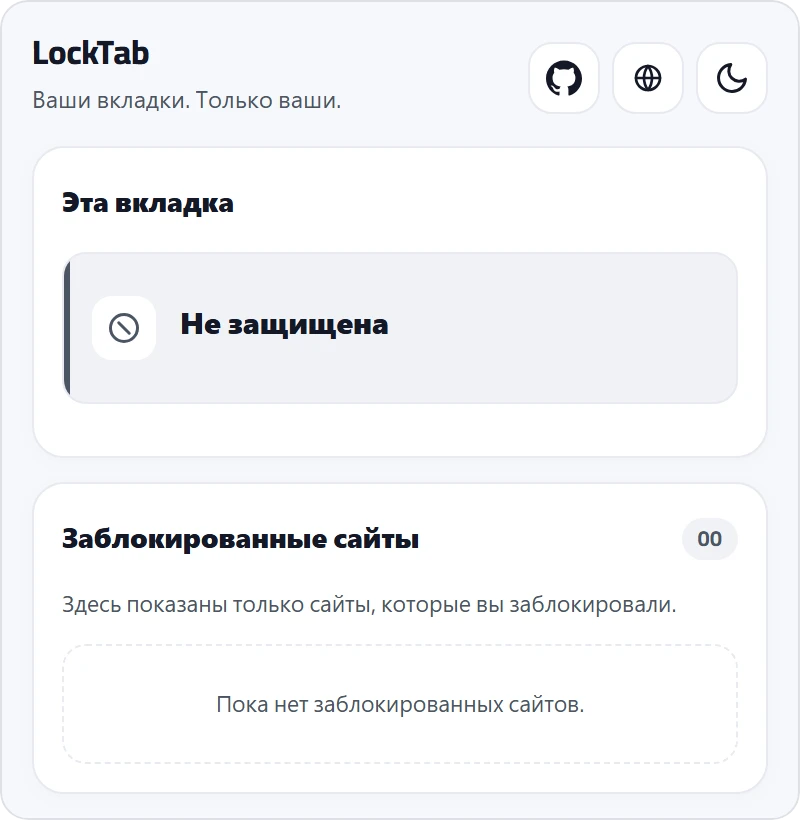 LockTab
Ваши вкладки. Только ваши.
Эта вкладка
Не защищена
Заблокированные сайты
00
Здесь показаны только сайты, которые вы заблокировали.
Пока нет заблокированных сайтов.